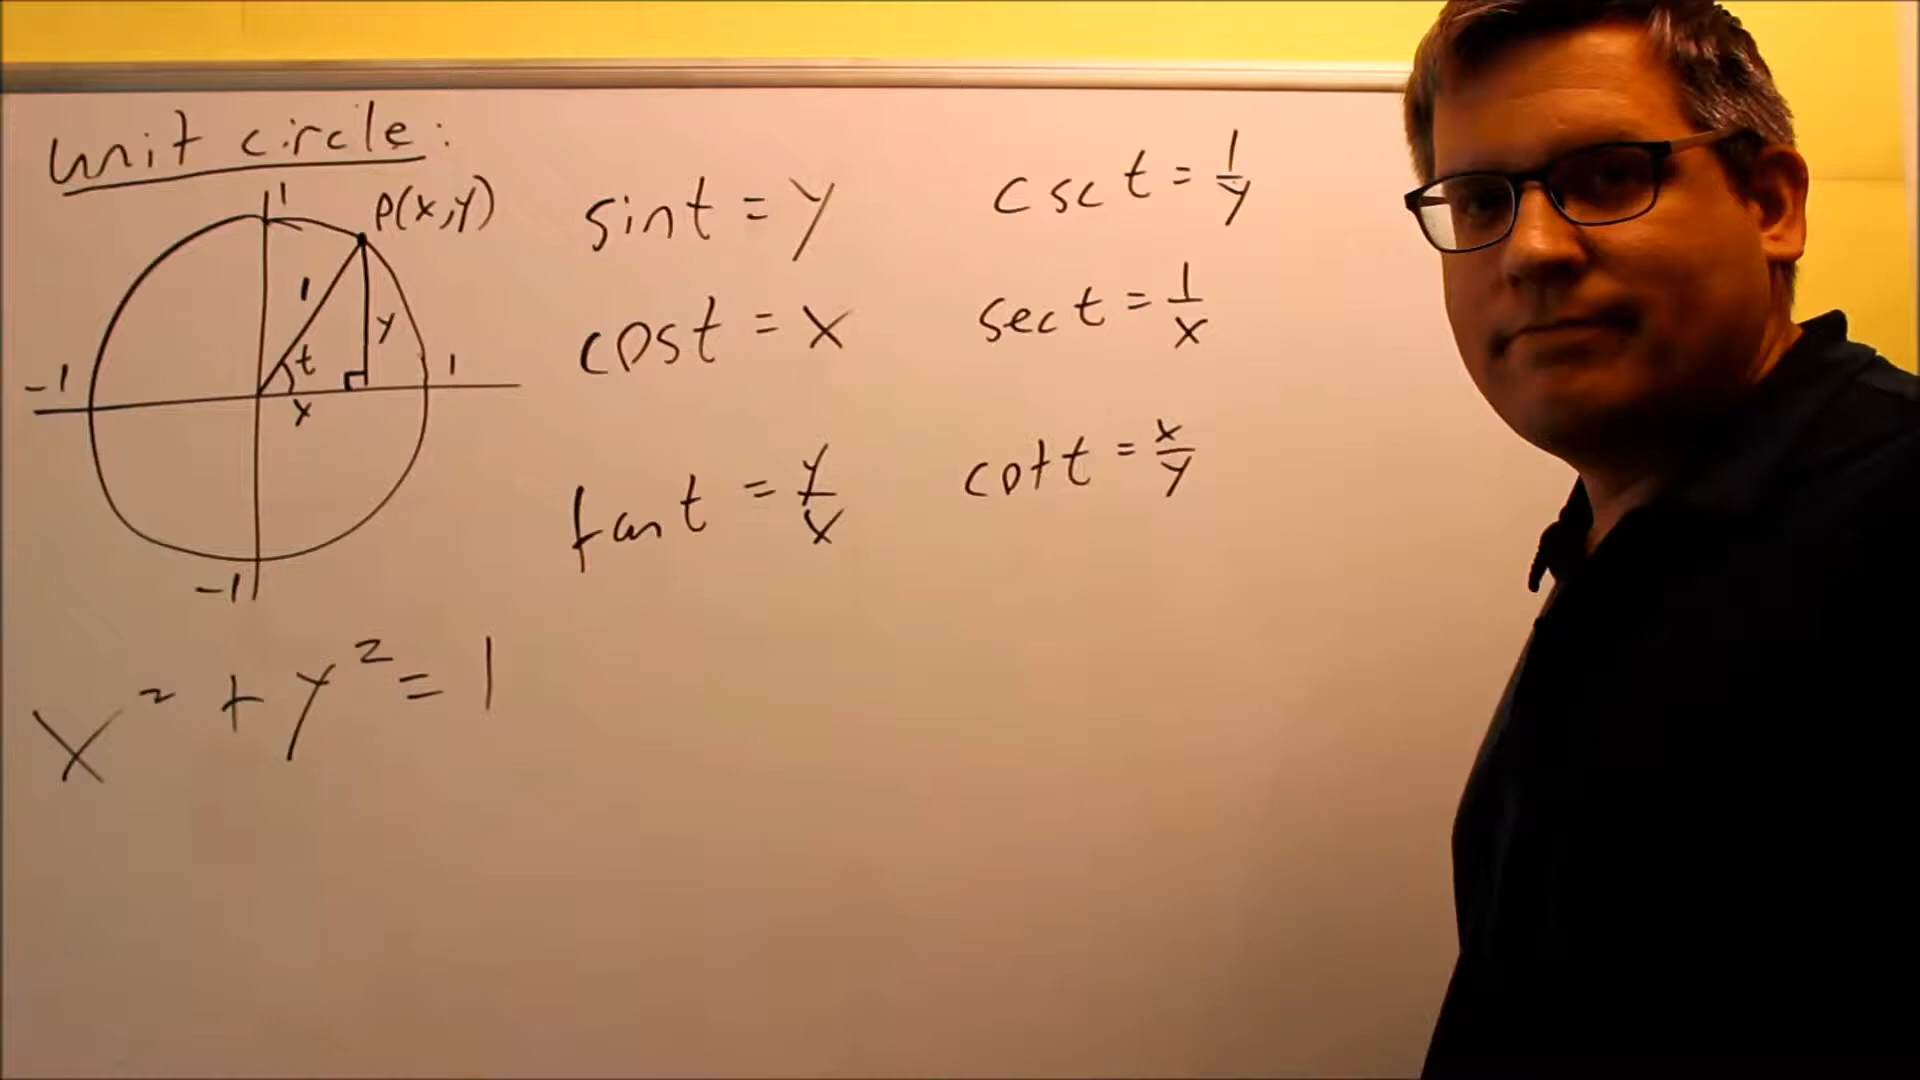 unit circle:
1
P(x,y)
1
y
t
-1
1
x
-1
x² + y² = 1
sin t = y
cos t = x
tan t = y/x
csc t = 1/y
sec t = 1/x
cot t = x/y